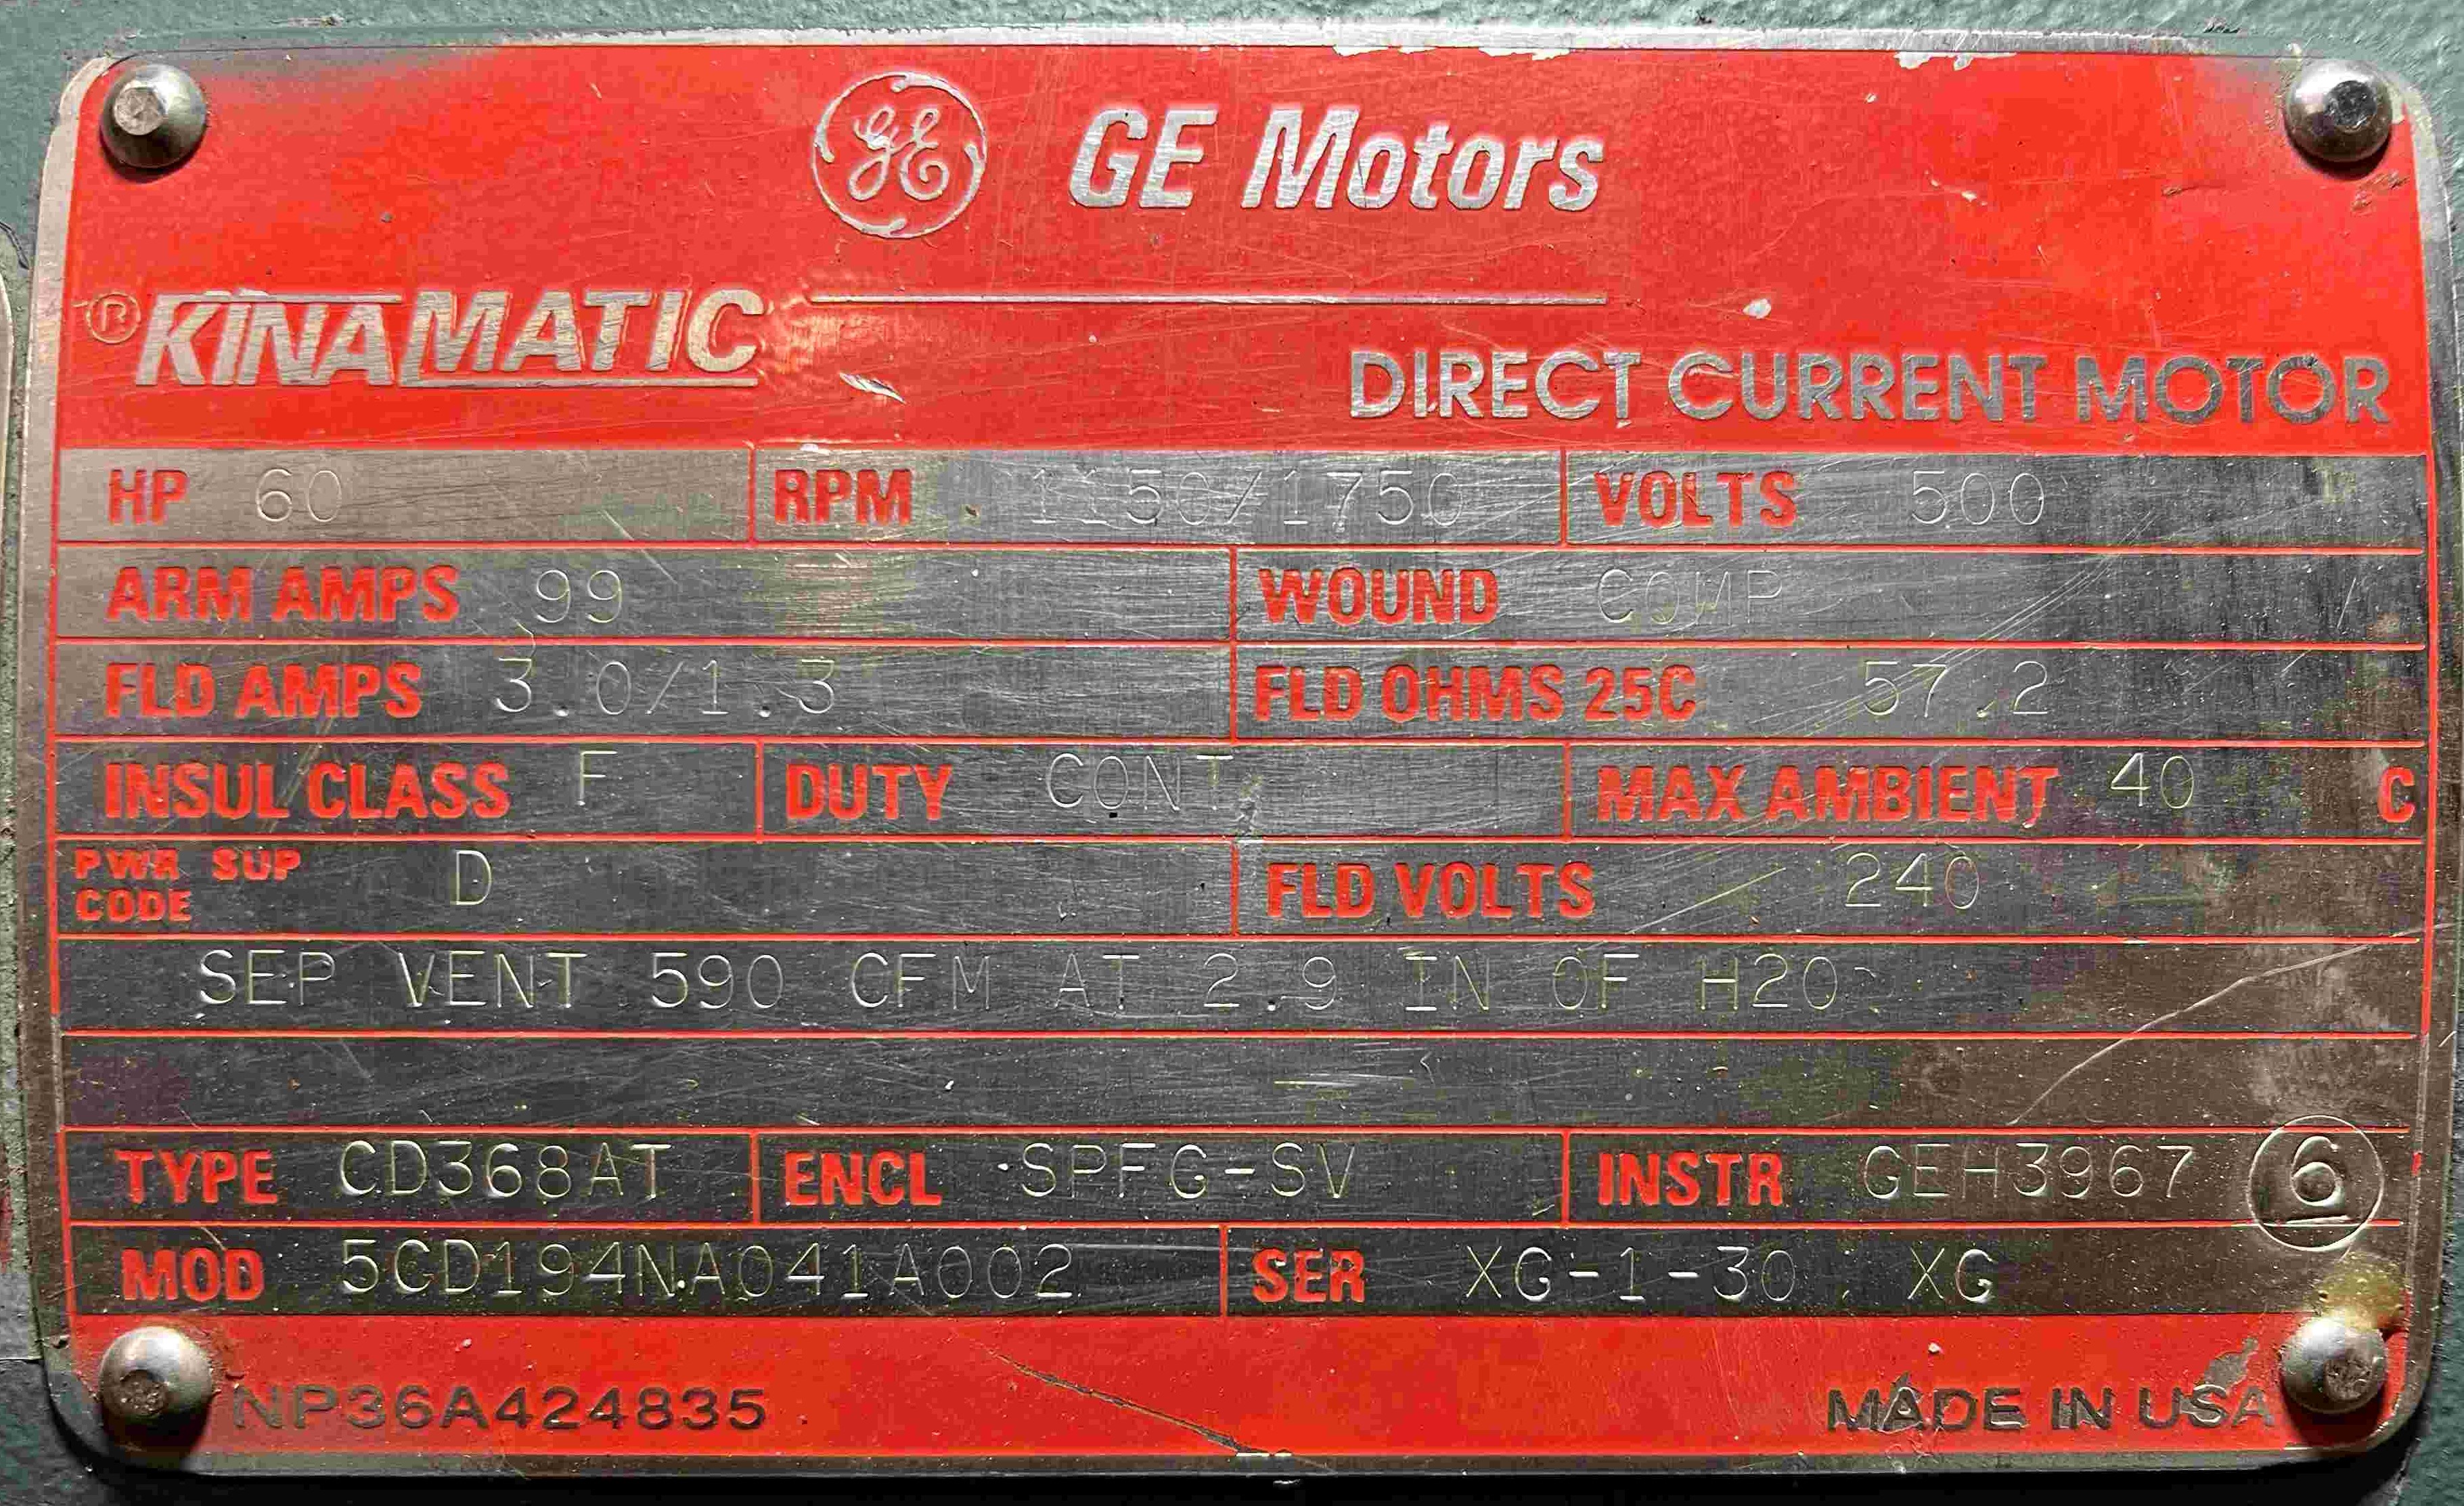 GE GE Motors
® KINAMATIC
DIRECT CURRENT MOTOR
HP 60 RPM 1150/1750 VOLTS 500
ARM AMPS 99 WOUND COMP
FLD AMPS 3.0/1.3 FLD OHMS 25C 57.2
INSUL CLASS F DUTY CONT MAX AMBIENT 40 C
PWR SUP CODE D FLD VOLTS 240
SEP VENT 590 CFM AT 2.9 IN OF H2O
TYPE CD368AT ENCL SPFG-SV INSTR GEH3967 6
MOD 5CD194NA041A002 SER XG-1-30 XG
NP36A424835 MADE IN USA